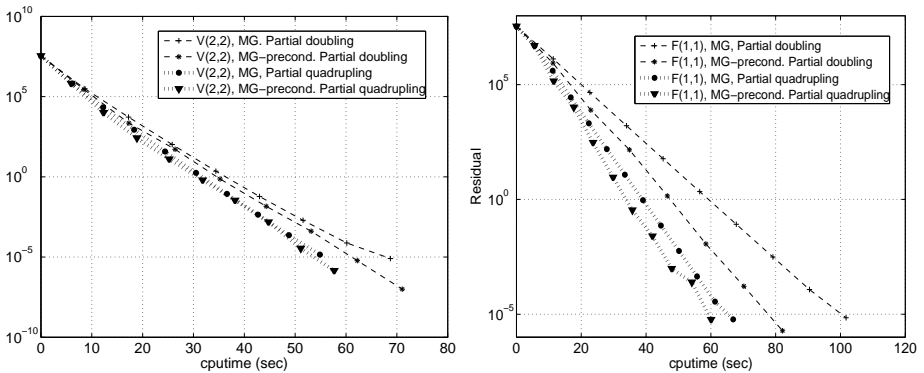 10^10
10^5
10^0
10^-5
10^-10
0 10 20 30 40 50 60 70 80
cputime (sec)
V(2,2), MG. Partial doubling
V(2,2), MG-precond. Partial doubling
V(2,2), MG, Partial quadrupling
V(2,2), MG-precond. Partial quadrupling
Residual
10^5
10^0
10^-5
0 20 40 60 80 100 120
cputime (sec)
F(1,1), MG, Partial doubling
F(1,1), MG-precond. Partial doubling
F(1,1), MG, Partial quadrupling
F(1,1), MG-precond. Partial quadrupling